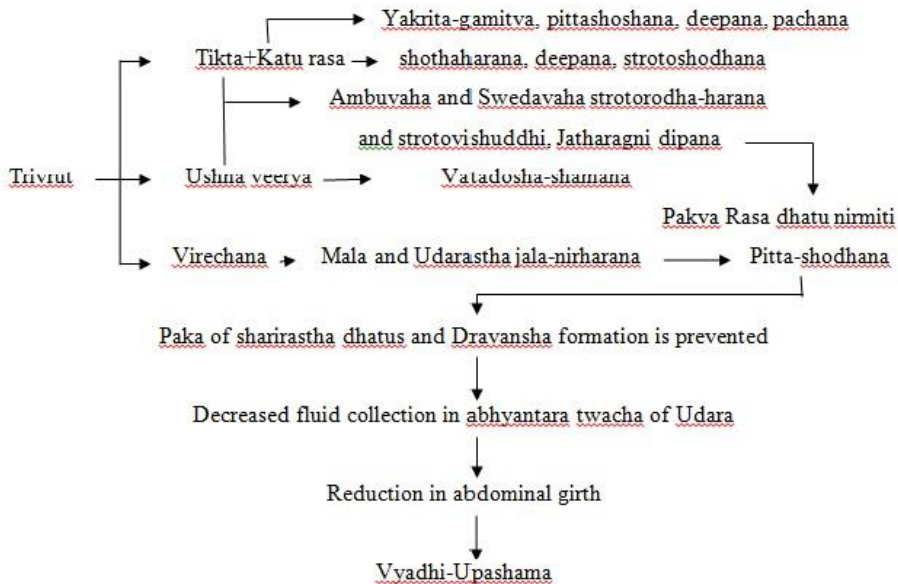 Yakrita-gamitva, pittashoshana, deepana, pachana
Tikta+Katu rasa shothaharana, deepana, strotoshodhana
Ambuvaha and Swedavaha strotorodha-harana
and strotovishuddhi, Jatharagni dipana
Trivrut Ushna veerya Vatadosha-shamana
Pakva Rasa dhatu nirmiti
Virechana Mala and Udarastha jala-nirharana Pitta-shodhana
Paka of sharirastha dhatus and Dravansha formation is prevented
Decreased fluid collection in abhyantara twacha of Udara
Reduction in abdominal girth
Vyadhi-Upashama